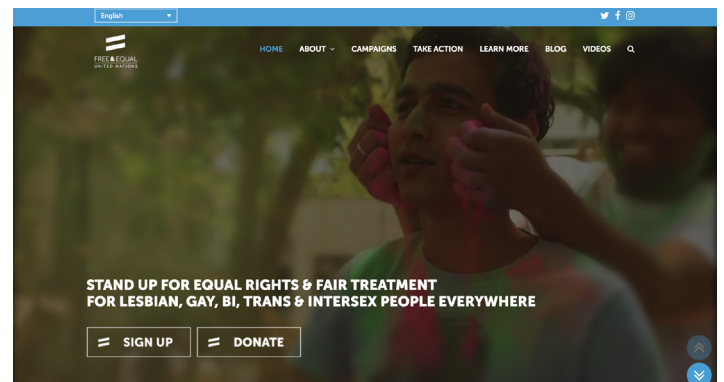 English
FREE & EQUAL
UNITED NATIONS
HOME ABOUT CAMPAIGNS TAKE ACTION LEARN MORE BLOG VIDEOS
STAND UP FOR EQUAL RIGHTS & FAIR TREATMENT
FOR LESBIAN, GAY, BI, TRANS & INTERSEX PEOPLE EVERYWHERE
SIGN UP DONATE